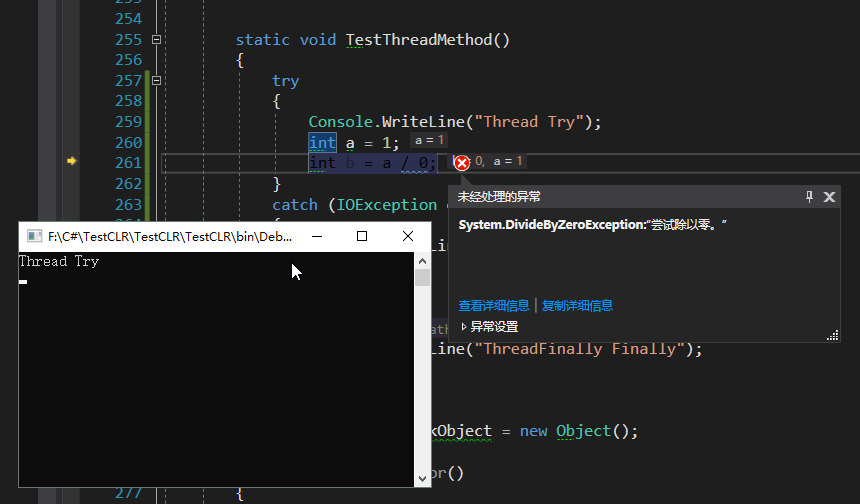 254
255 static void TestThreadMethod()
256 {
257 try
258 {
259 Console.WriteLine("Thread Try");
260 int a = 1; a = 1
261 int b = a / 0; = 0, a = 1
262 }
263 catch (IOException
未经处理的异常
System.DivideByZeroException:“尝试除以零。”
查看详细信息 | 复制详细信息
异常设置
F:\C#\TestCLR\TestCLR\TestCLR\bin\Deb...
Thread Try
Line("ThreadFinally Finally");
kObject = new Object();
or()
277 {